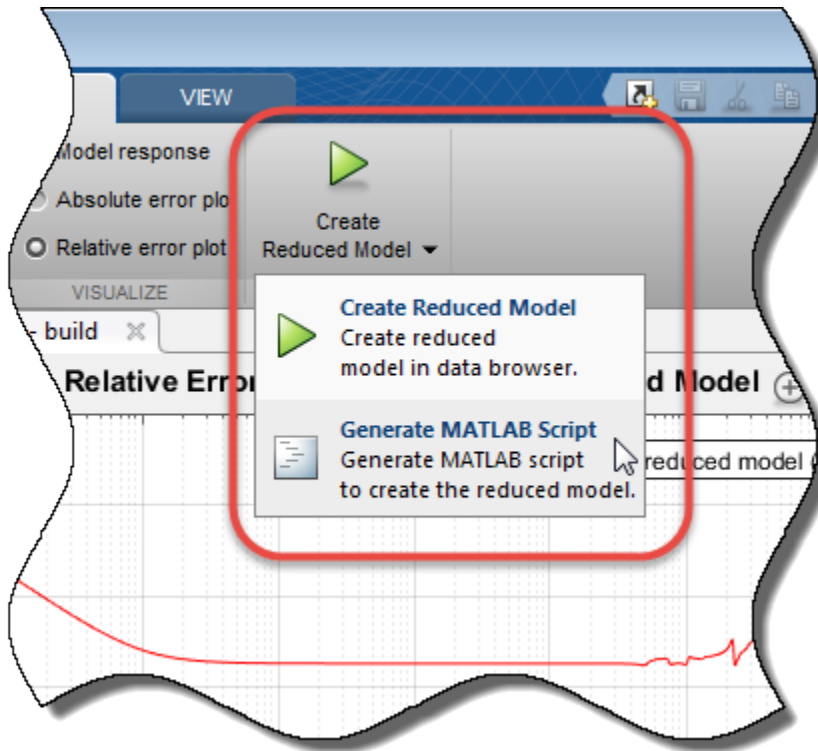 VIEW
Model response
Absolute error plo
Relative error plot
VISUALIZE
Create
Reduced Model
- build
Create Reduced Model
Create reduced
model in data browser.
Generate MATLAB Script
Generate MATLAB script
to create the reduced model.
Relative Erro
d Model
reduced model (